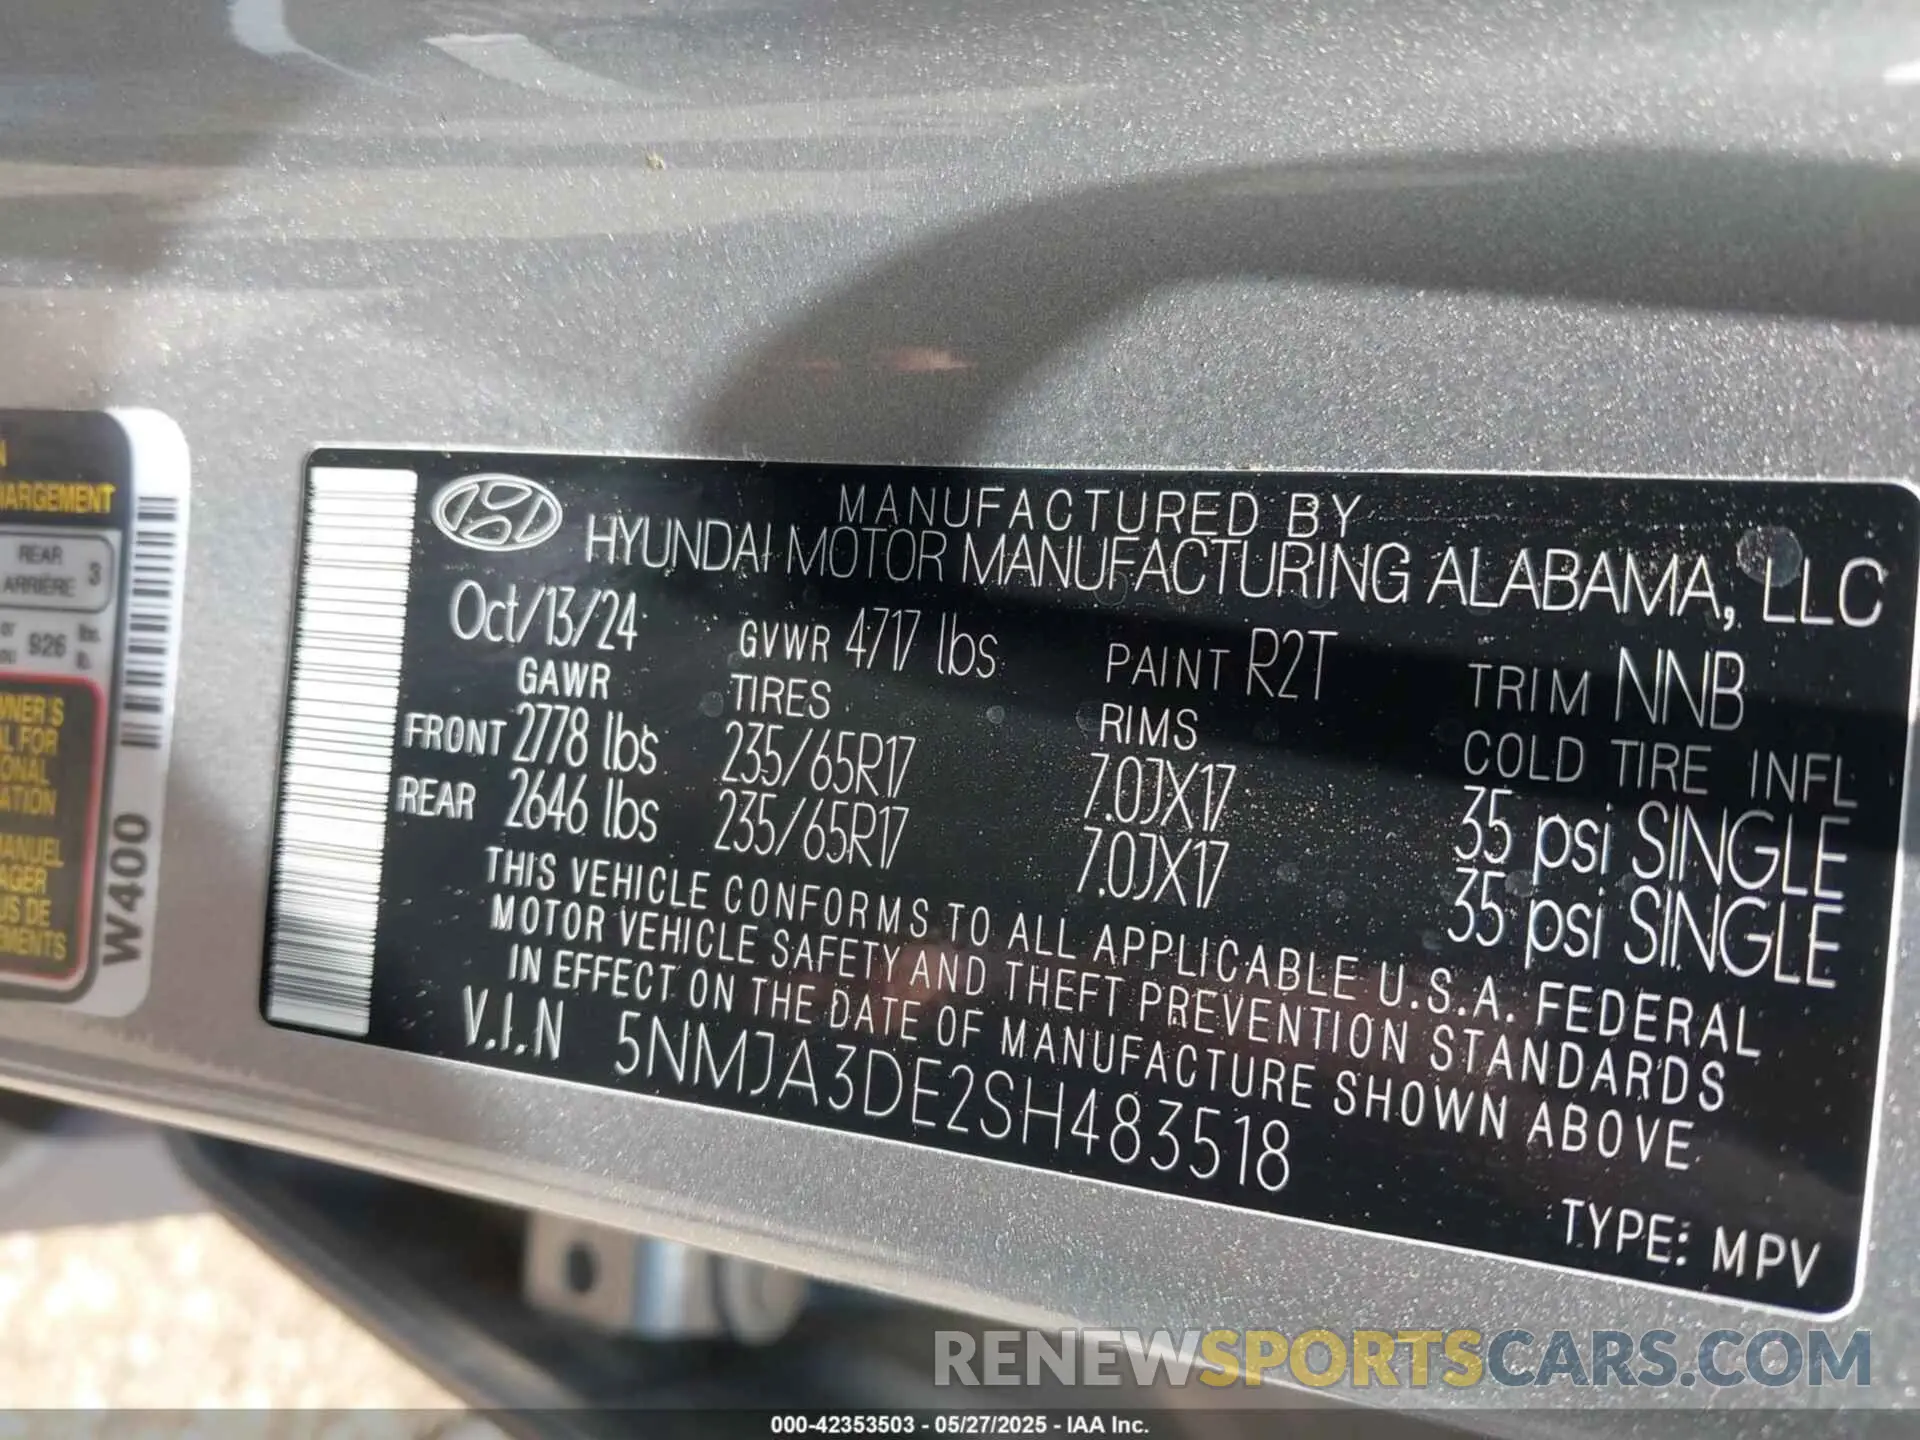 MANUFACTURED BY
HYUNDAI MOTOR MANUFACTURING ALABAMA, LLC
Oct/13/24 GVWR 4717 lbs PAINT R2T TRIM NNB
GAWR TIRES RIMS COLD TIRE INFL
FRONT 2778 lbs 235/65R17 7.0JX17 35 psi SINGLE
REAR 2646 lbs 235/65R17 7.0JX17 35 psi SINGLE
THIS VEHICLE CONFORMS TO ALL APPLICABLE U.S.A. FEDERAL
MOTOR VEHICLE SAFETY AND THEFT PREVENTION STANDARDS
IN EFFECT ON THE DATE OF MANUFACTURE SHOWN ABOVE
V.I.N 5NMJA3DE2SH483518
TYPE: MPV
REAR
ARRIÈRE 3
926 lbs.
W400
RENEWSPORTSCARS.COM
000-42353503 - 05/27/2025 - IAA Inc.